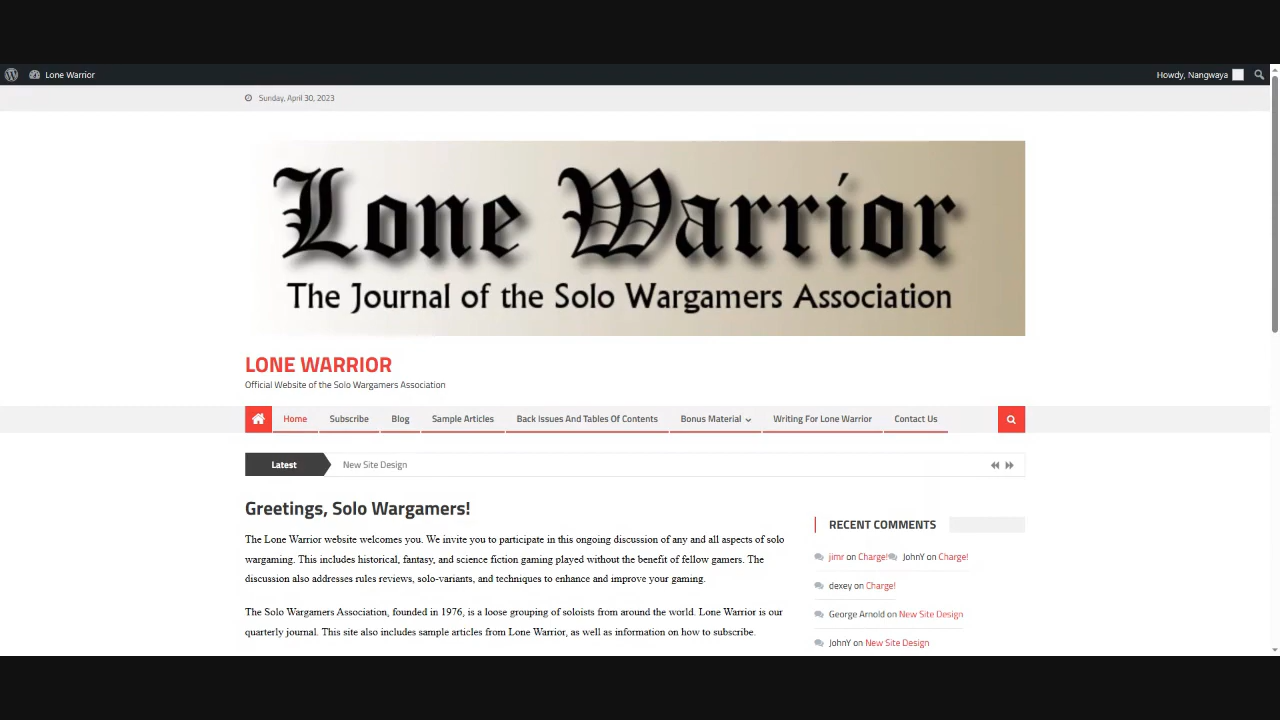 Lone Warrior
Howdy, Nangwaya
Sunday, April 30, 2023
Lone Warrior
The Journal of the Solo Wargamers Association
LONE WARRIOR
Official Website of the Solo Wargamers Association
Home Subscribe Blog Sample Articles Back Issues And Tables Of Contents Bonus Material Writing For Lone Warrior Contact Us
Latest New Site Design
Greetings, Solo Wargamers!
The Lone Warrior website welcomes you. We invite you to participate in this ongoing discussion of any and all aspects of solo
wargaming. This includes historical, fantasy, and science fiction gaming played without the benefit of fellow gamers. The
discussion also addresses rules reviews, solo-variants, and techniques to enhance and improve your gaming.
The Solo Wargamers Association, founded in 1976, is a loose grouping of soloists from around the world. Lone Warrior is our
quarterly journal. This site also includes sample articles from Lone Warrior, as well as information on how to subscribe.
RECENT COMMENTS
jimr on Charge! JohnY on Charge!
dexey on Charge!
George Arnold on New Site Design
JohnY on New Site Design